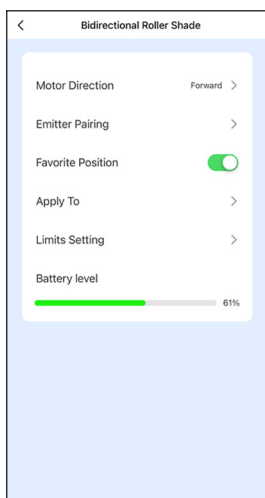 Bidirectional Roller Shade
Motor Direction Forward
Emitter Pairing
Favorite Position
Apply To
Limits Setting
Battery level
61%